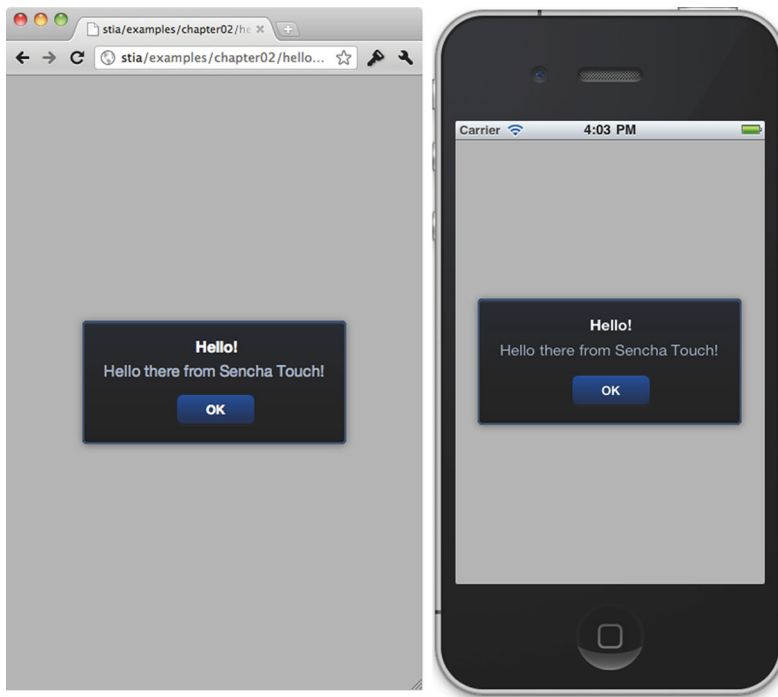 stia/examples/chapter02/he
stia/examples/chapter02/hello...
Hello!
Hello there from Sencha Touch!
OK
Carrier
4:03 PM
Hello!
Hello there from Sencha Touch!
OK